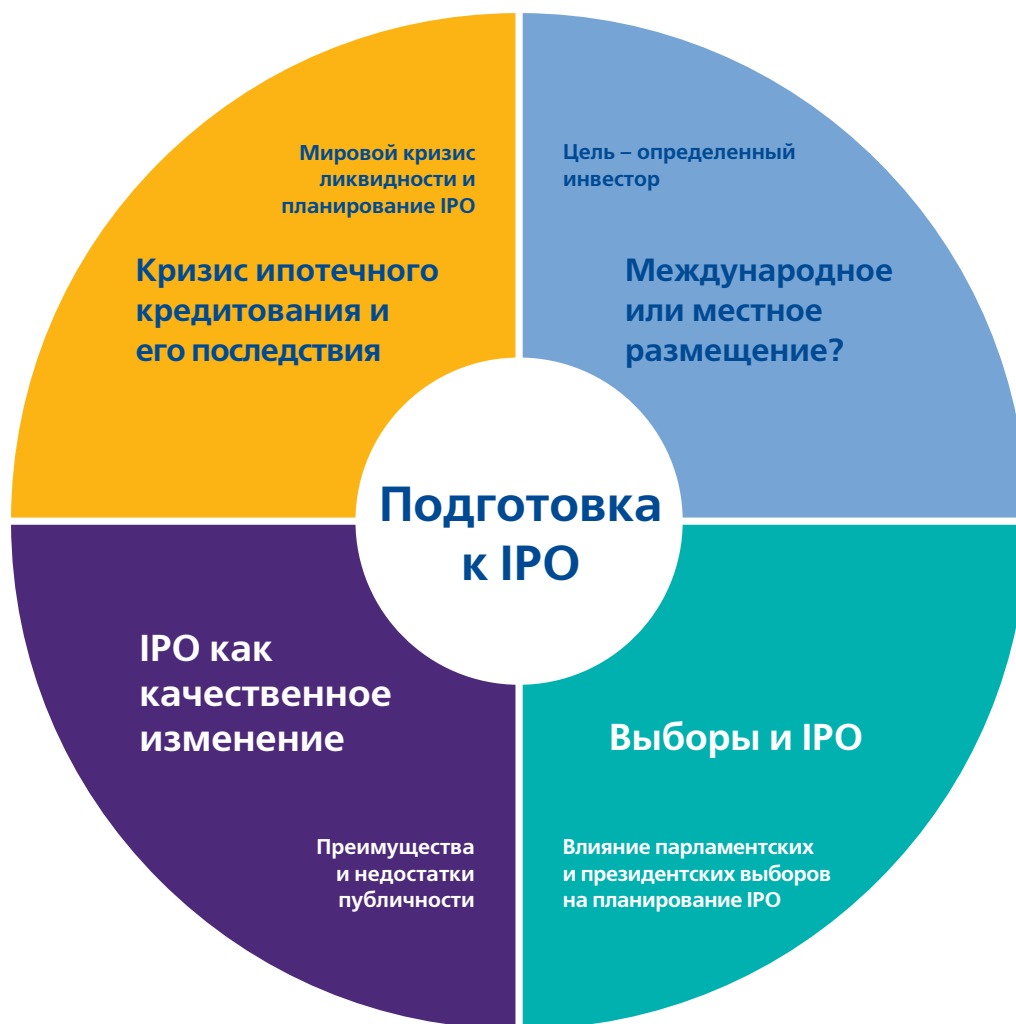 Мировой кризис
ликвидности и
планирование IPO
Кризис ипотечного
кредитования и
его последствия
Цель – определенный
инвестор
Международное
или местное
размещение?
Подготовка
к IPO
IPO как
качественное
изменение
Преимущества
и недостатки
публичности
Выборы и IPO
Влияние парламентских
и президентских выборов
на планирование IPO